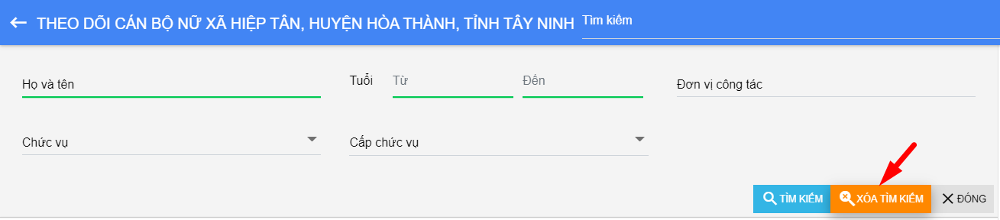 THEO DÕI CÁN BỘ NỮ XÃ HIỆP TÂN, HUYỆN HÒA THÀNH, TỈNH TÂY NINH Tìm kiếm
Họ và tên Tuổi Từ Đến Đơn vị công tác
Chức vụ Cấp chức vụ
TÌM KIẾM XÓA TÌM KIẾM ĐÓNG